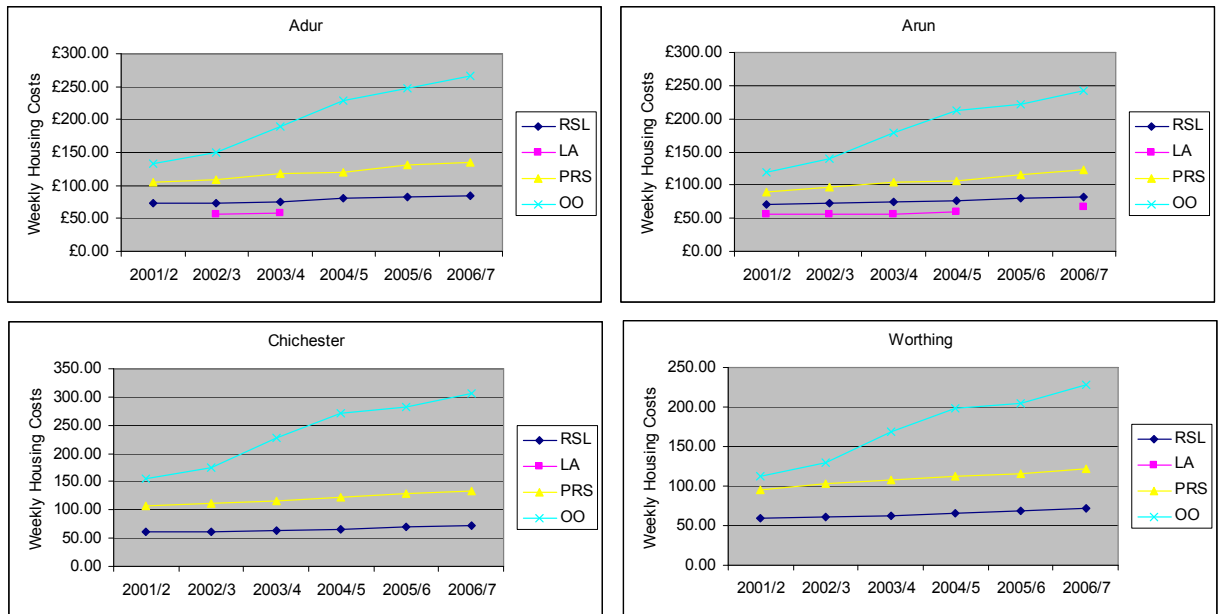 Adur
Weekly Housing Costs
£300.00
£250.00
£200.00
£150.00
£100.00
£50.00
£0.00
2001/2 2002/3 2003/4 2004/5 2005/6 2006/7
RSL
LA
PRS
OO
Arun
Weekly Housing Costs
£300.00
£250.00
£200.00
£150.00
£100.00
£50.00
£0.00
2001/2 2002/3 2003/4 2004/5 2005/6 2006/7
RSL
LA
PRS
OO
Chichester
Weekly Housing Costs
350.00
300.00
250.00
200.00
150.00
100.00
50.00
0.00
2001/2 2002/3 2003/4 2004/5 2005/6 2006/7
RSL
LA
PRS
OO
Worthing
Weekly Housing Costs
250.00
200.00
150.00
100.00
50.00
0.00
2001/2 2002/3 2003/4 2004/5 2005/6 2006/7
RSL
LA
PRS
OO